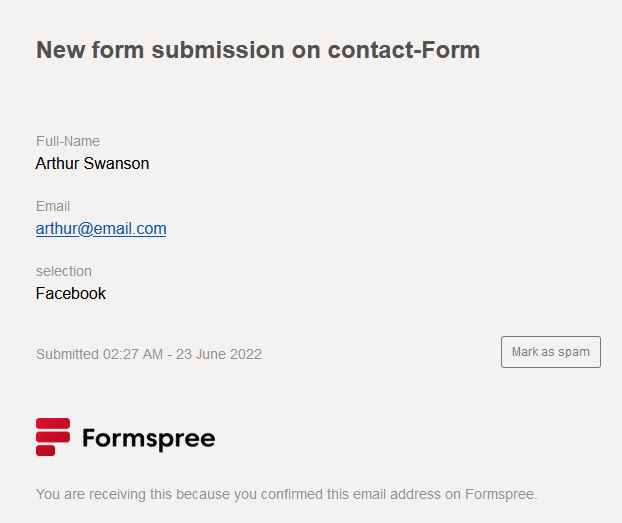 New form submission on contact-Form
Full-Name
Arthur Swanson
Email
arthur@email.com
selection
Facebook
Submitted 02:27 AM - 23 June 2022
Mark as spam
Formspree
You are receiving this because you confirmed this email address on Formspree.